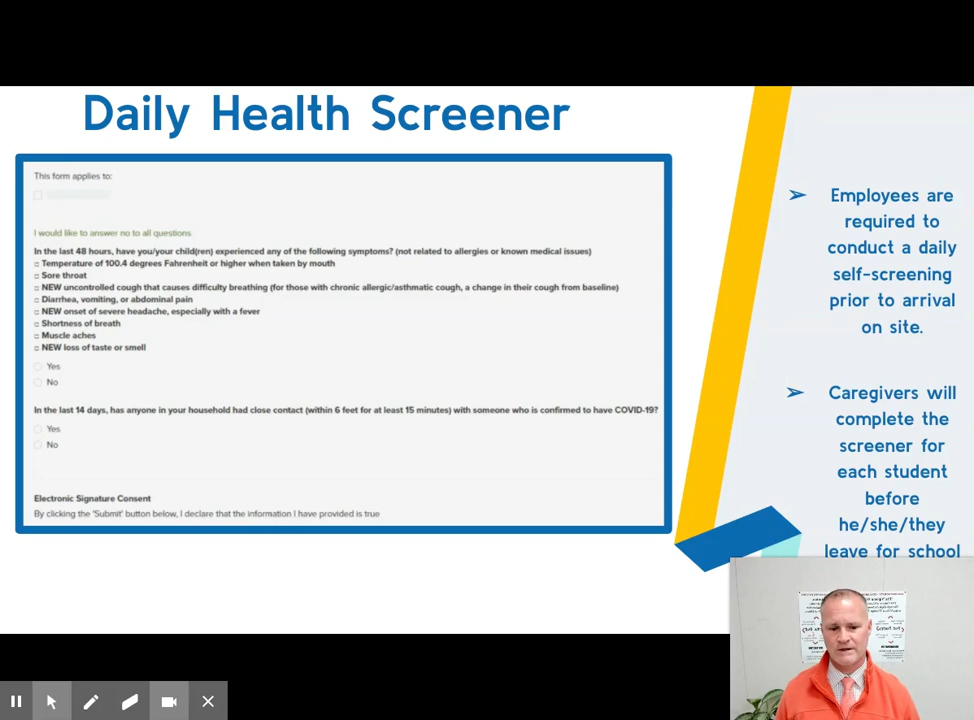 Daily Health Screener
This form applies to:
I would like to answer no to all questions
In the last 48 hours, have you/your child(ren) experienced any of the following symptoms? (not related to allergies or known medical issues)
Temperature of 100.4 degrees Fahrenheit or higher when taken by mouth
Sore throat
NEW uncontrolled cough that causes difficulty breathing (for those with chronic allergic/asthmatic cough, a change in their cough from baseline)
Diarrhea, vomiting, or abdominal pain
NEW onset of severe headache, especially with a fever
Shortness of breath
Muscle aches
NEW loss of taste or smell
Yes
No
In the last 14 days, has anyone in your household had close contact (within 6 feet for at least 15 minutes) with someone who is confirmed to have COVID-19?
Yes
No
Electronic Signature Consent
By clicking the 'Submit' button below, I declare that the information I have provided is true
➢ Employees are
required to
conduct a daily
self-screening
prior to arrival
on site.
➢ Caregivers will
complete the
screener for
each student
before
he/she/they
leave for school